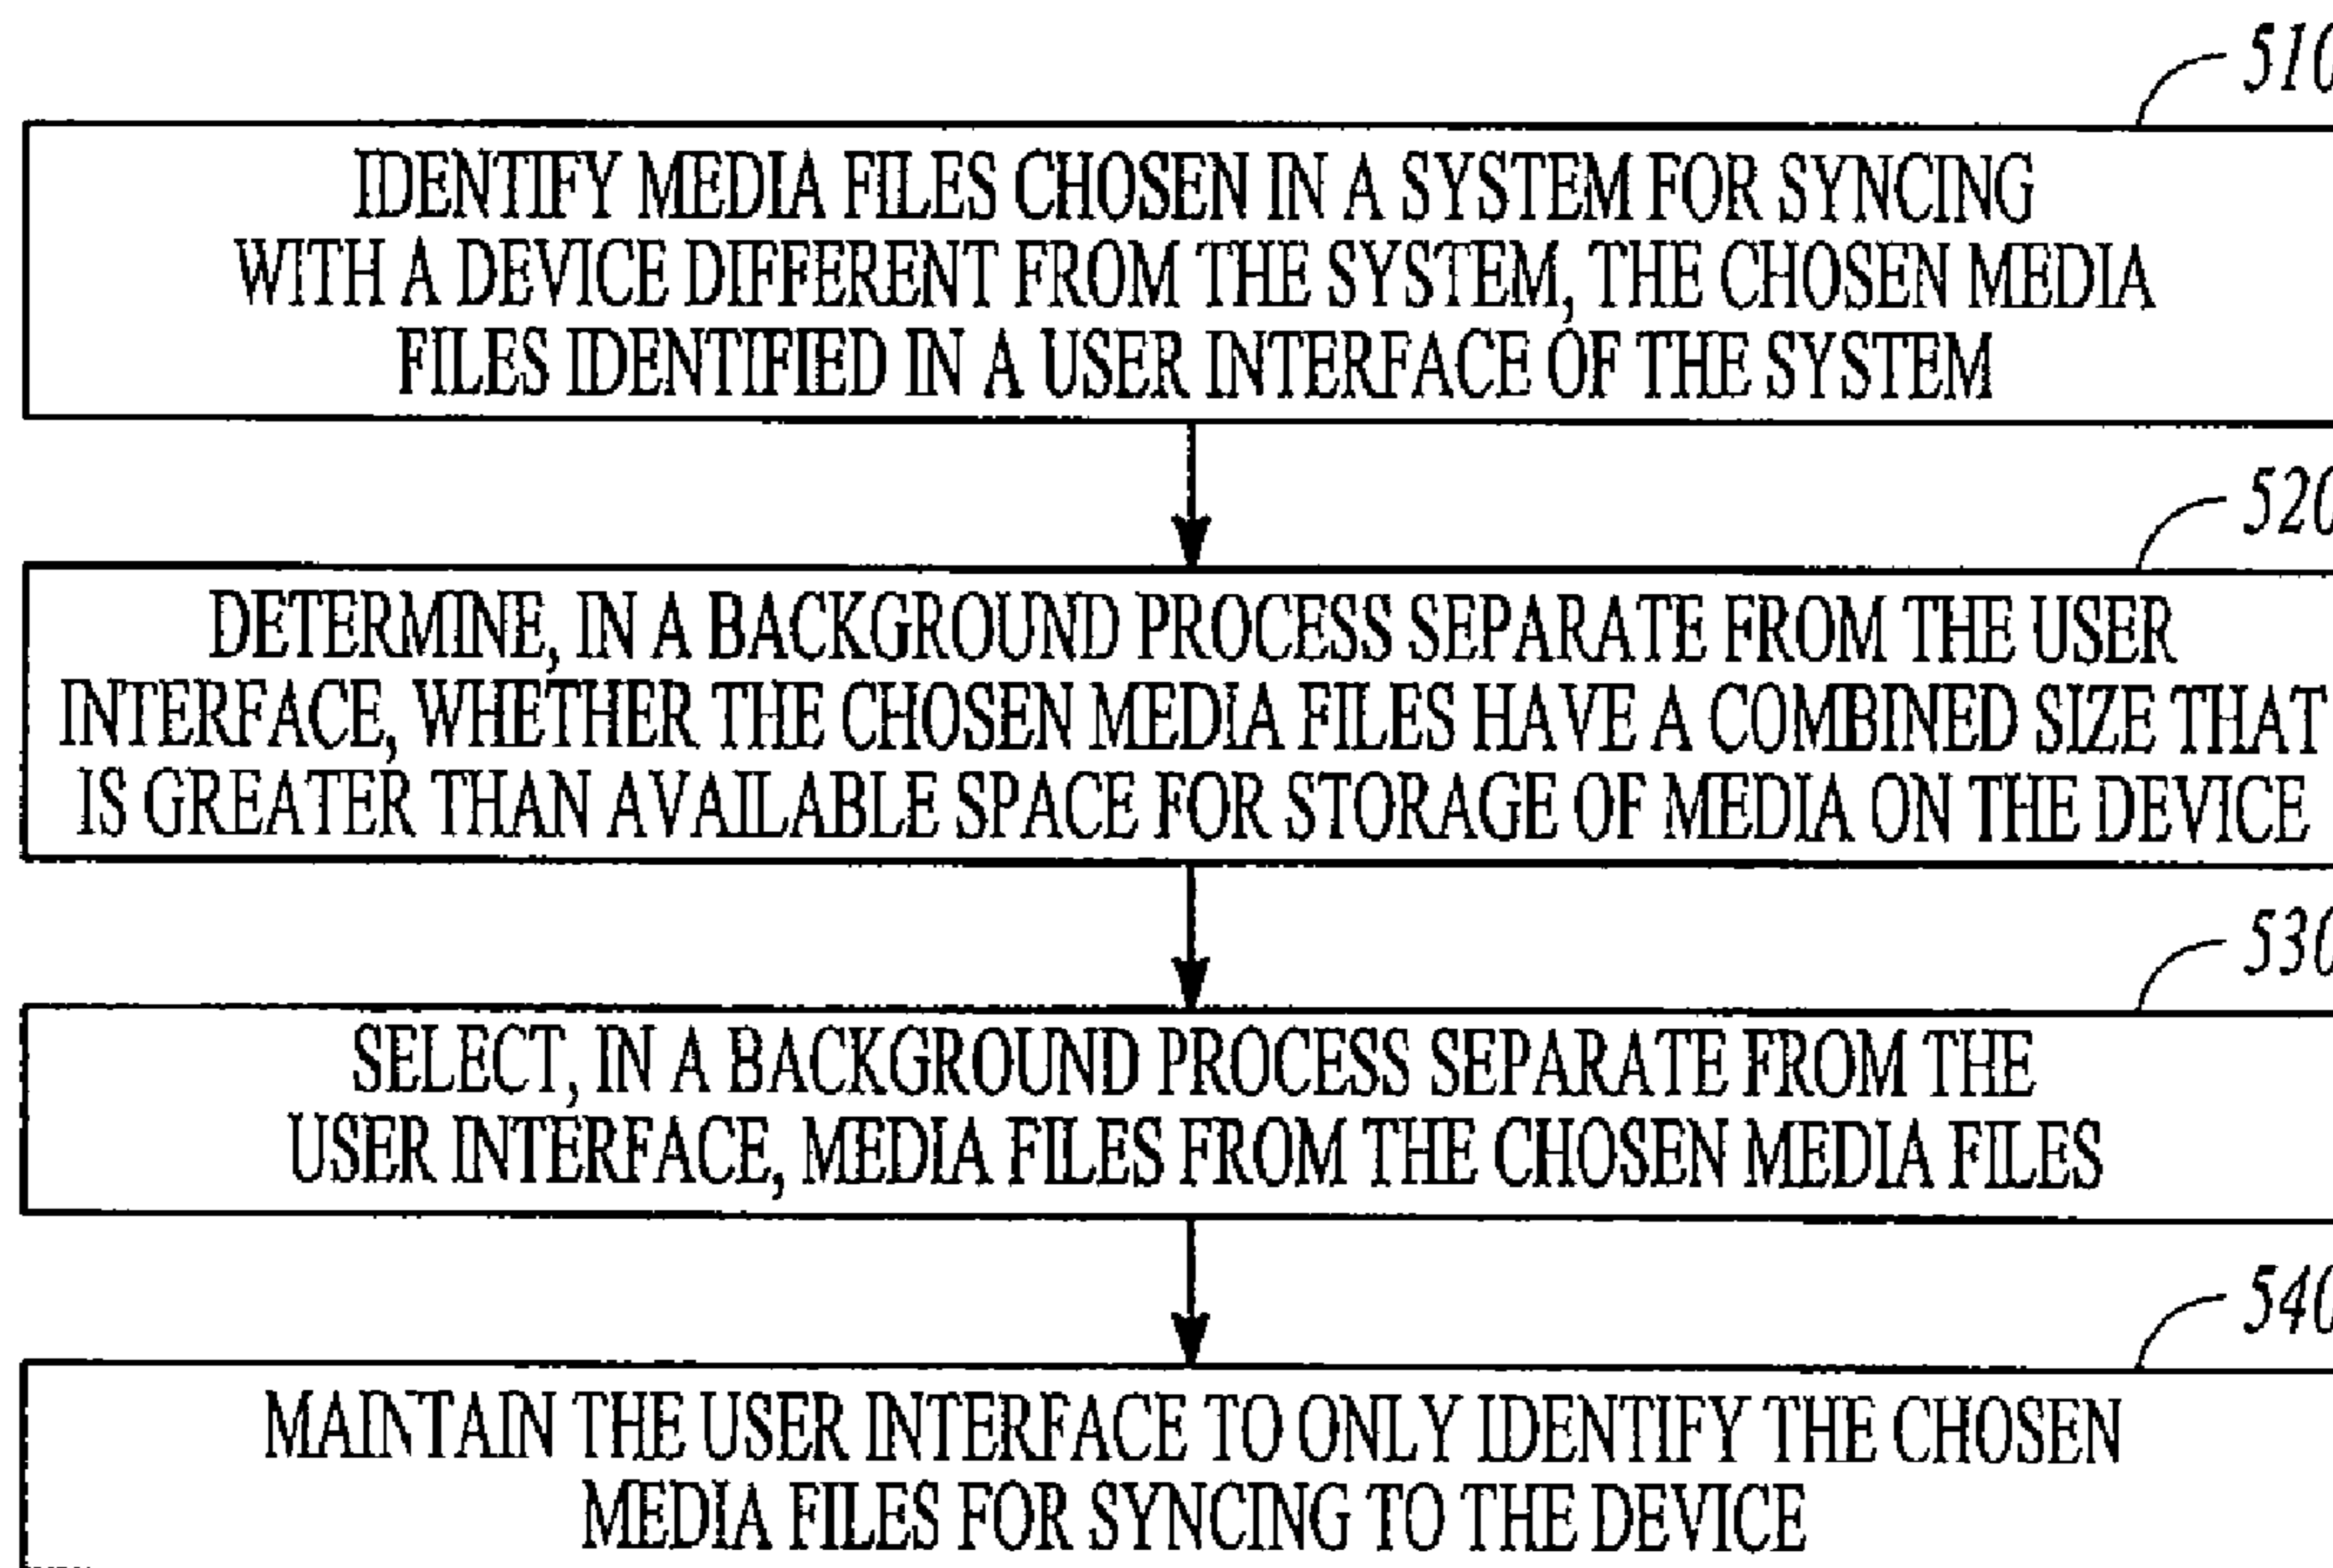 510
IDENTIFY MEDIA FILES CHOSEN IN A SYSTEM FOR SYNCING
WITH A DEVICE DIFFERENT FROM THE SYSTEM, THE CHOSEN MEDIA
FILES IDENTIFIED IN A USER INTERFACE OF THE SYSTEM
520
DETERMINE, IN A BACKGROUND PROCESS SEPARATE FROM THE USER
INTERFACE, WHETHER THE CHOSEN MEDIA FILES HAVE A COMBINED SIZE THAT
IS GREATER THAN AVAILABLE SPACE FOR STORAGE OF MEDIA ON THE DEVICE
530
SELECT, IN A BACKGROUND PROCESS SEPARATE FROM THE
USER INTERFACE, MEDIA FILES FROM THE CHOSEN MEDIA FILES
540
MAINTAIN THE USER INTERFACE TO ONLY IDENTIFY THE CHOSEN
MEDIA FILES FOR SYNCING TO THE DEVICE